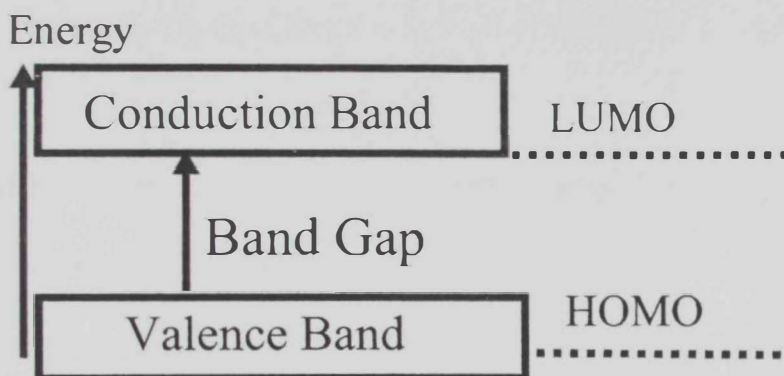 Energy
Conduction Band
LUMO
Band Gap
HOMO
Valence Band